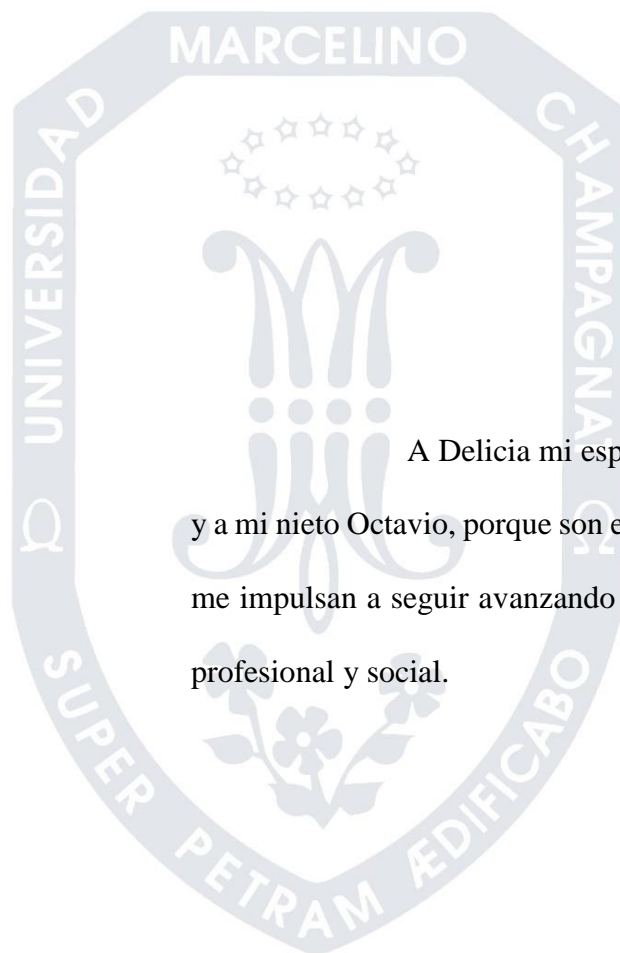 MARCELINO
UNIVERSIDAD
CHAMPAGNAT
A Delicia mi esp
y a mi nieto Octavio, porque son e
me impulsan a seguir avanzando
profesional y social.
SUPER PETRAM ÆDIFICABO